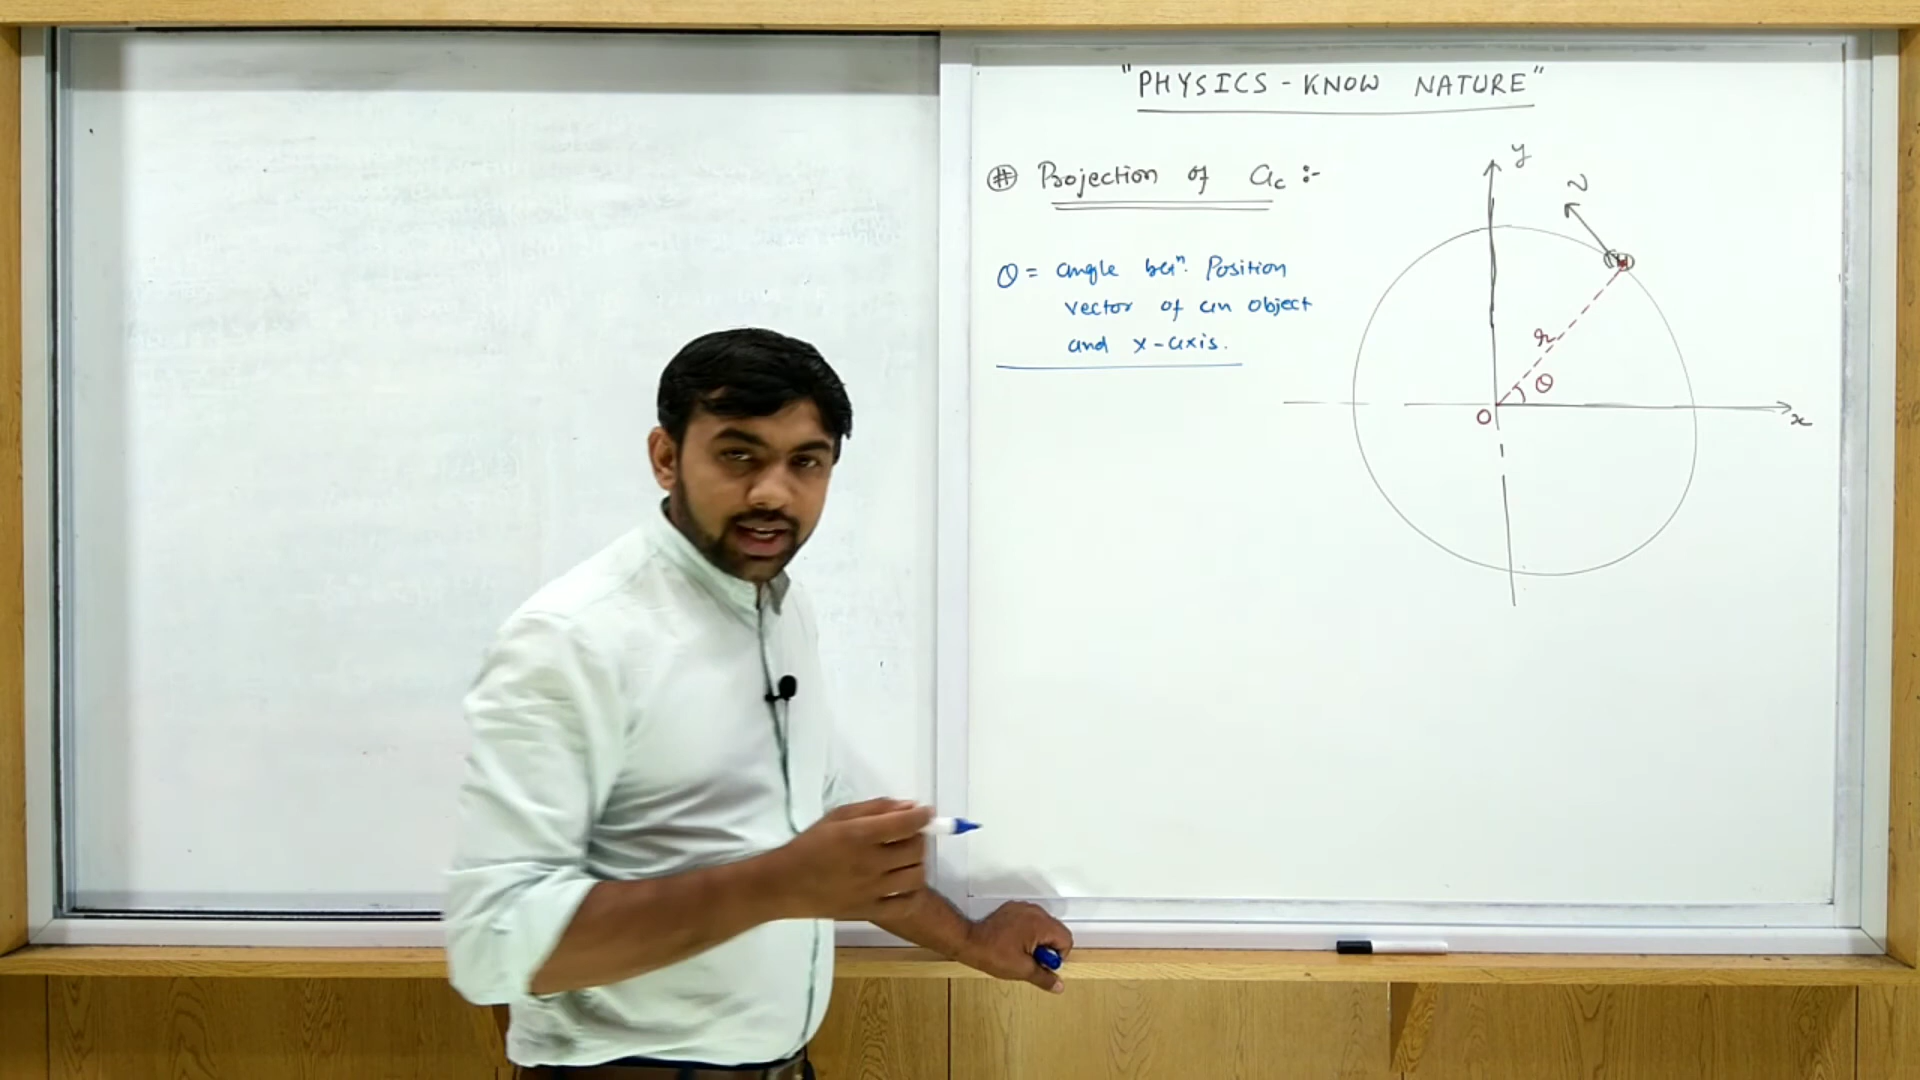 "PHYSICS - KNOW NATURE"
# Projection of ac :-
θ = angle betn. Position
vector of an object
and x-axis.
y
v
r
θ
O
x